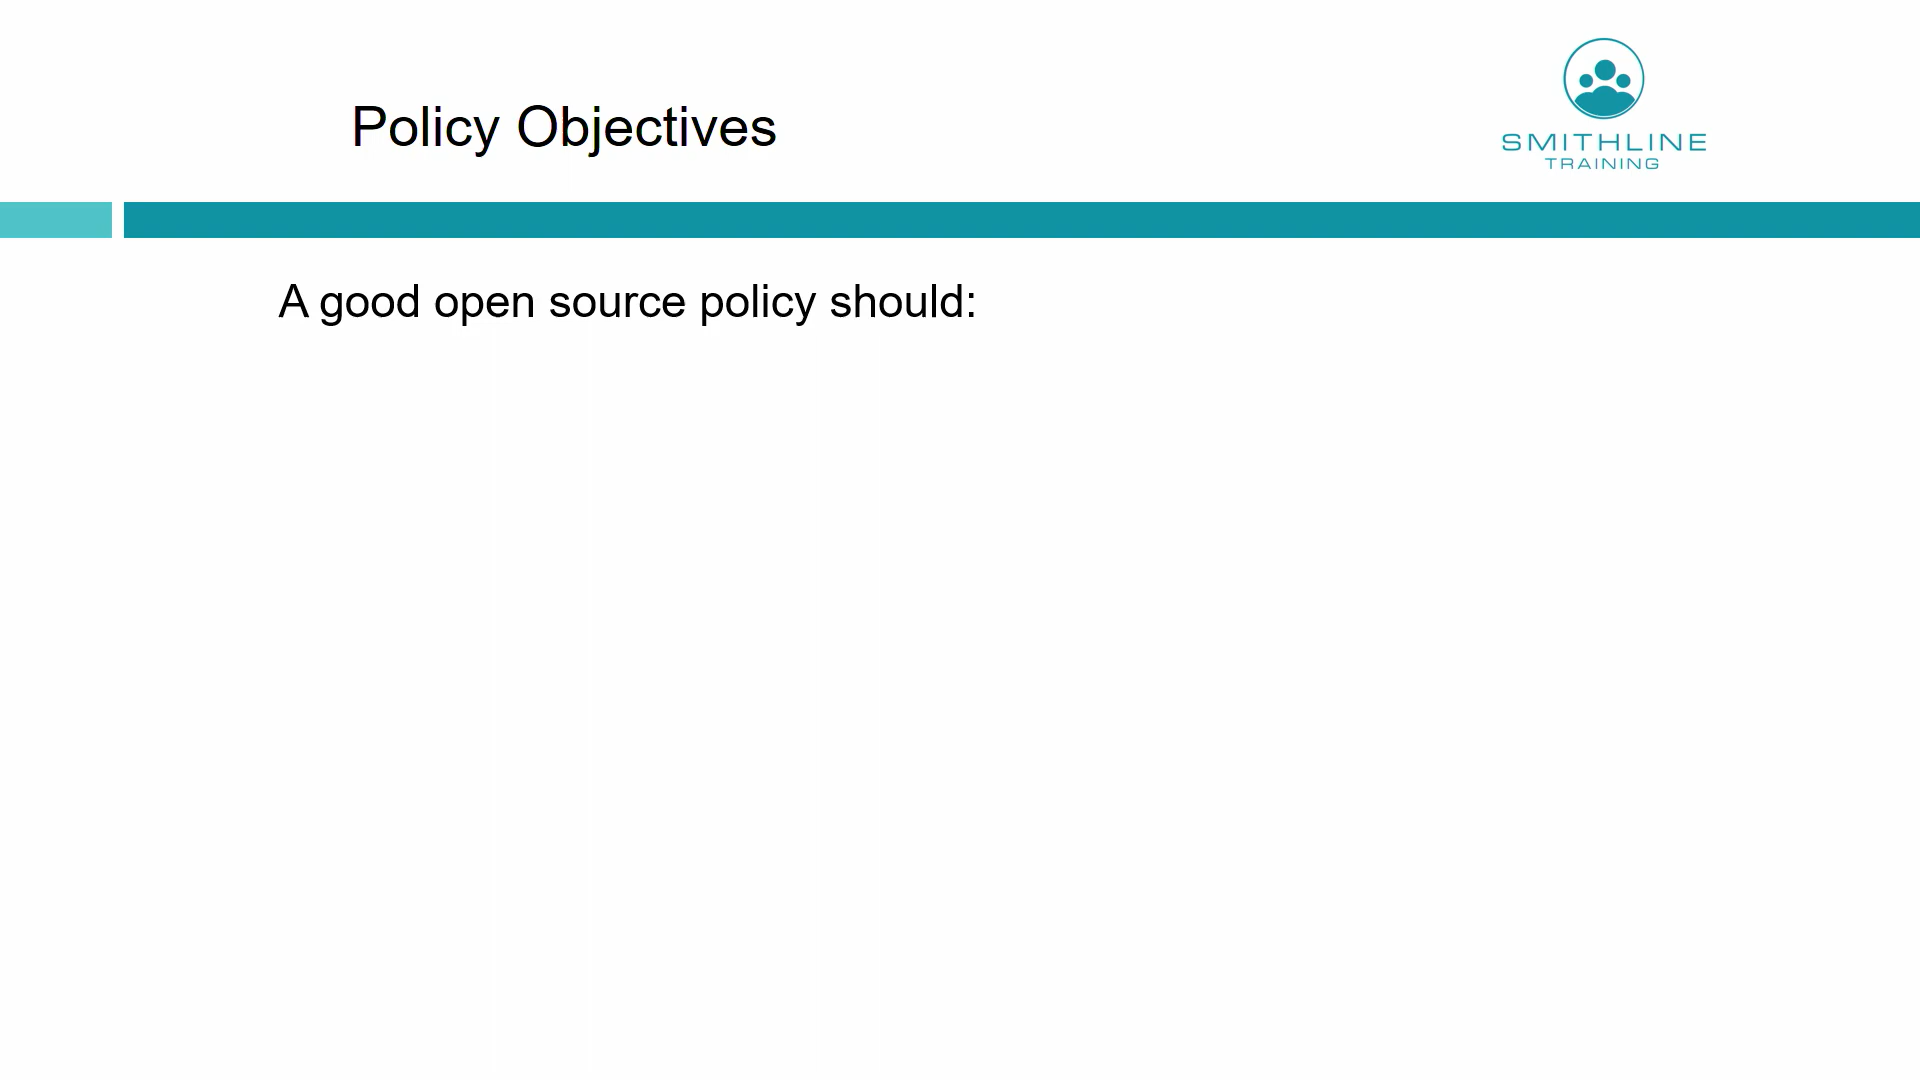 Policy Objectives
SMITHLINE
TRAINING
A good open source policy should: